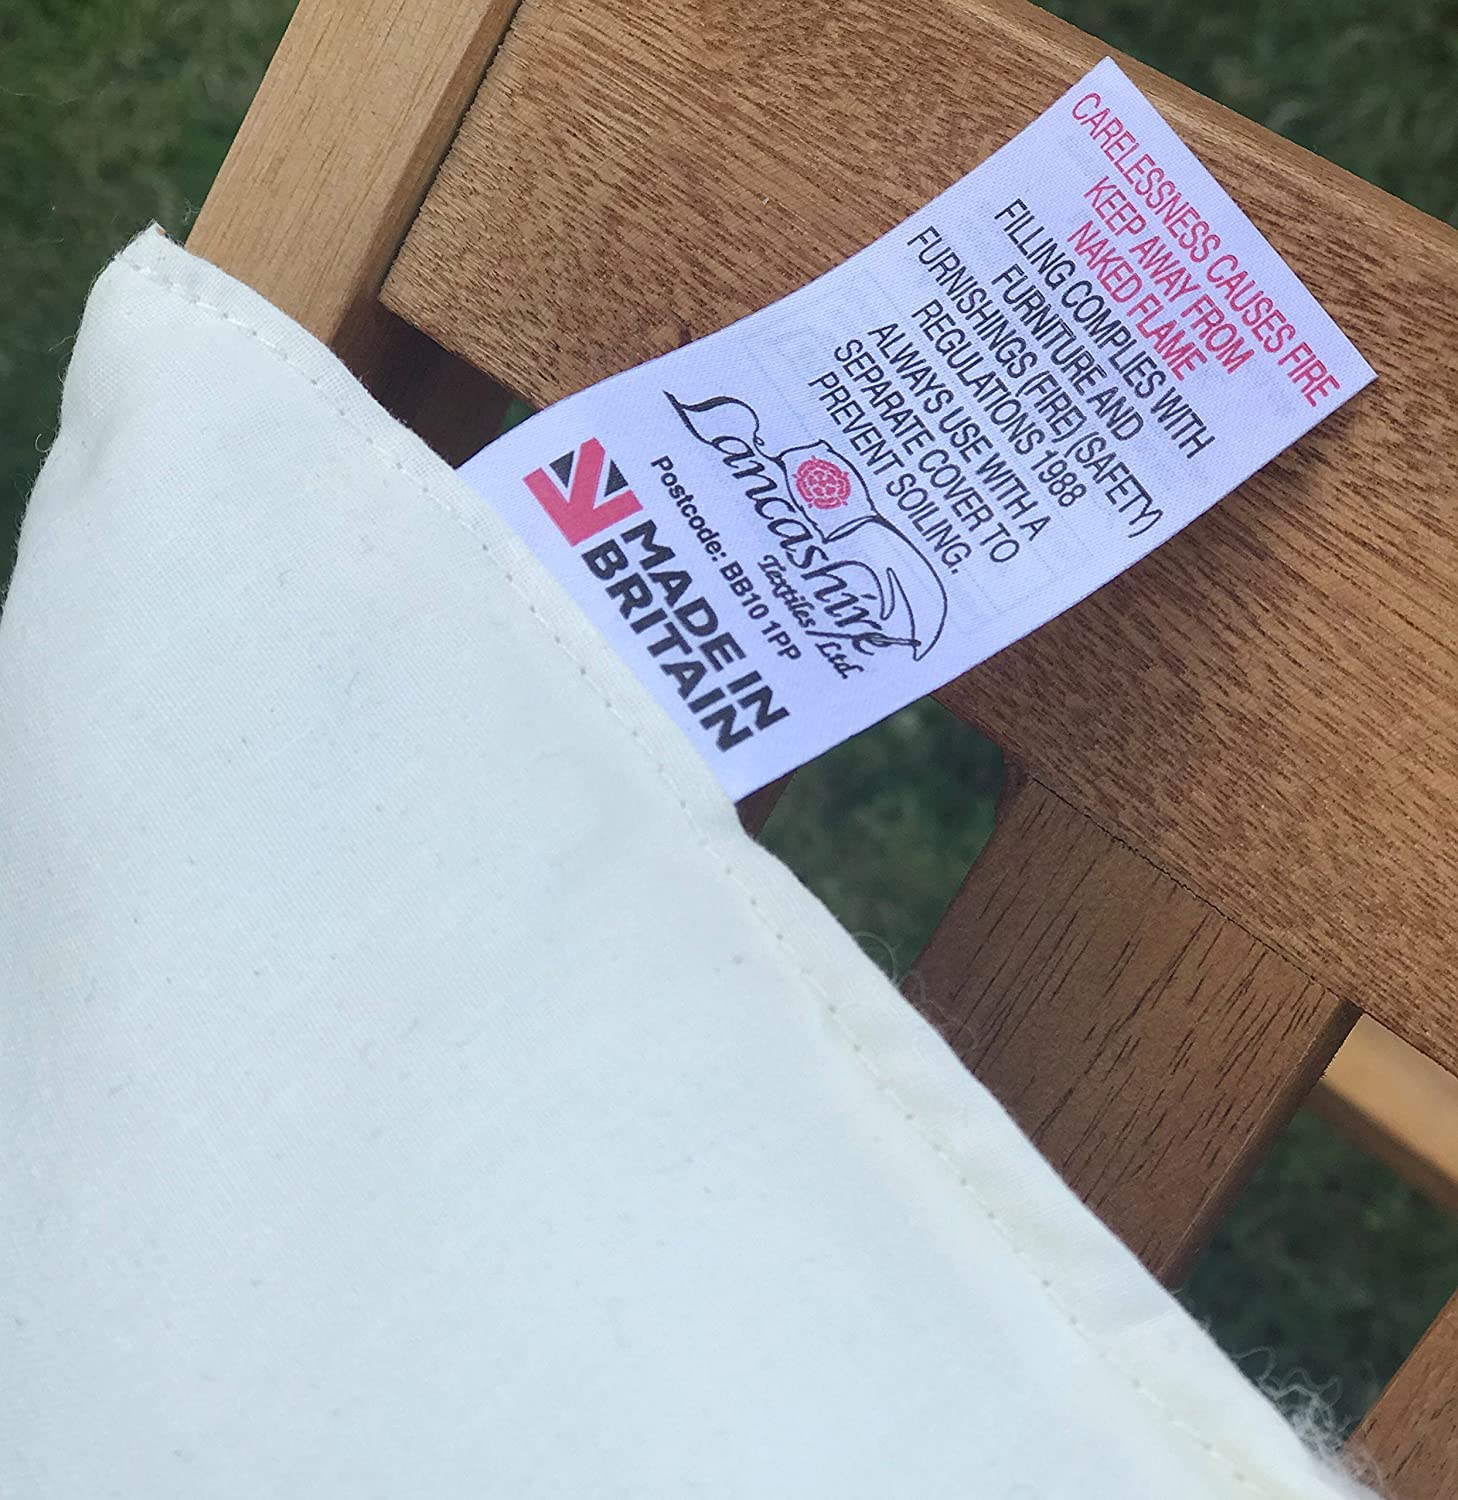 CARELESSNESS CAUSES FIRE
KEEP AWAY FROM
NAKED FLAME
FILLING COMPLIES WITH
FURNTURE AND
FURNISHINGS (FIRE) (SAFETY)
REGULATIONS 1988
ALWAYS USE WITH A
SEPARATE COVER TO
PREVENT SOILING.
Lancashire
Textiles Ltd.
Postcode: BB10 1PP
MADE IN
BRITAIN